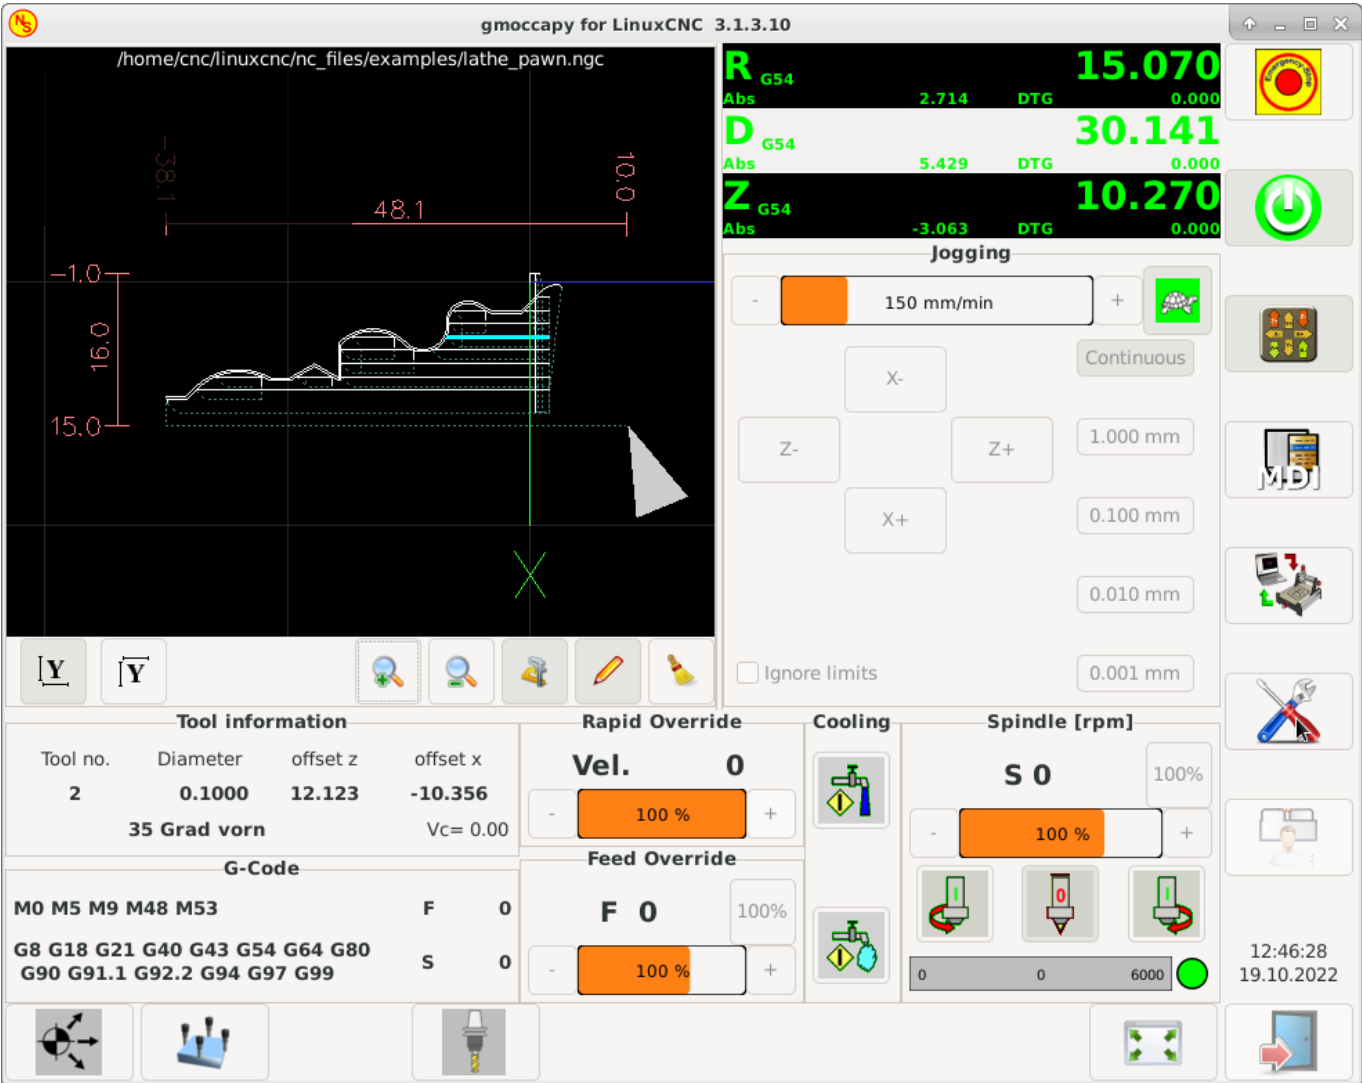 gmoccapy for LinuxCNC 3.1.3.10
/home/cnc/linuxcnc/nc_files/examples/lathe_pawn.ngc
-38.1
10.0
48.1
-1.0
16.0
15.0
X
R G54 15.070
Abs 2.714 DTG 0.000
D G54 30.141
Abs 5.429 DTG 0.000
Z G54 10.270
Abs -3.063 DTG 0.000
Jogging
- 150 mm/min +
Continuous
X-
1.000 mm
Z- Z+
0.100 mm
X+
0.010 mm
Ignore limits
0.001 mm
Y Y
Emergency-Stop
MDI
Tool information
Tool no. Diameter offset z offset x
2 0.1000 12.123 -10.356
35 Grad vorn Vc= 0.00
G-Code
M0 M5 M9 M48 M53 F 0
G8 G18 G21 G40 G43 G54 G64 G80
G90 G91.1 G92.2 G94 G97 G99
S 0
Rapid Override
Vel. 0
- 100 % +
Feed Override
F 0 100%
- 100 % +
Cooling
Spindle [rpm]
S 0 100%
- 100 % +
I 0 I
0 0 6000
12:46:28
19.10.2022